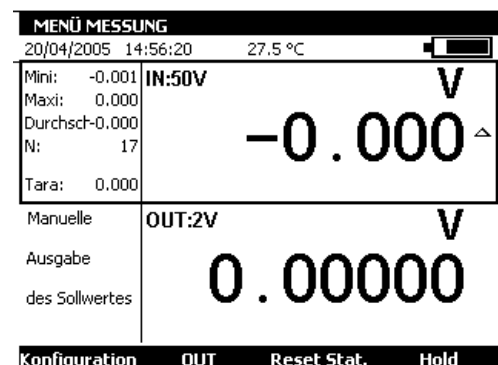 MENÜ MESSUNG
20/04/2005 14:56:20 27.5 °C
Mini: -0.001
Maxi: 0.000
Durchsch-0.000
N: 17
Tara: 0.000
IN:50V
V
-0.000
Manuelle
Ausgabe
des Sollwertes
OUT:2V
V
0.00000
Konfiguration OUT Reset Stat. Hold